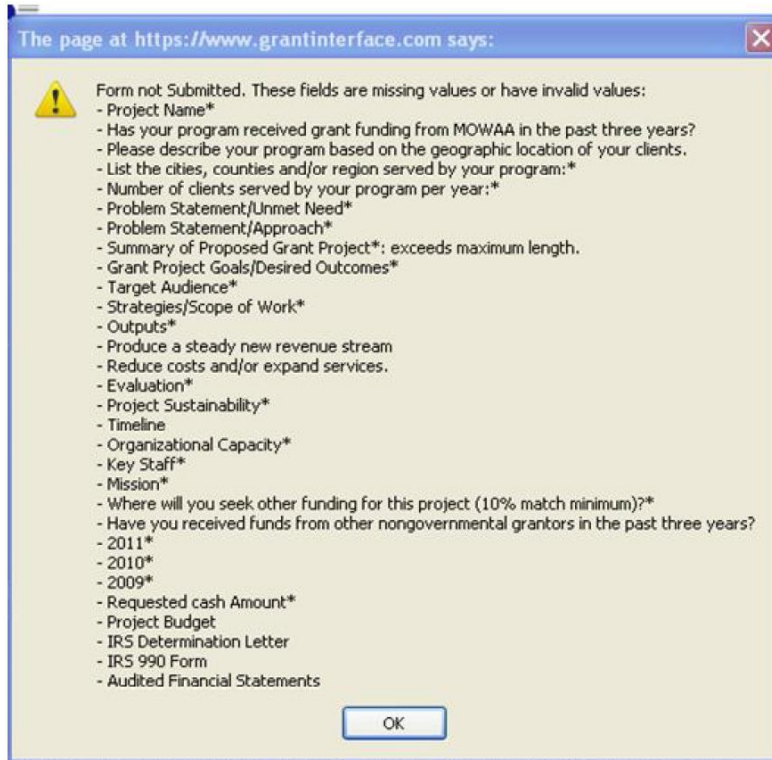 The page at https://www.grantinterface.com says:
Form not Submitted. These fields are missing values or have invalid values:
- Project Name*
- Has your program received grant funding from MOWAA in the past three years?
- Please describe your program based on the geographic location of your clients.
- List the cities, counties and/or region served by your program:*
- Number of clients served by your program per year:*
- Problem Statement/Unmet Need*
- Problem Statement/Approach*
- Summary of Proposed Grant Project*: exceeds maximum length.
- Grant Project Goals/Desired Outcomes*
- Target Audience*
- Strategies/Scope of Work*
- Outputs*
- Produce a steady new revenue stream
- Reduce costs and/or expand services.
- Evaluation*
- Project Sustainability*
- Timeline
- Organizational Capacity*
- Key Staff*
- Mission*
- Where will you seek other funding for this project (10% match minimum)?*
- Have you received funds from other nongovernmental grantors in the past three years?
- 2011*
- 2010*
- 2009*
- Requested cash Amount*
- Project Budget
- IRS Determination Letter
- IRS 990 Form
- Audited Financial Statements
OK